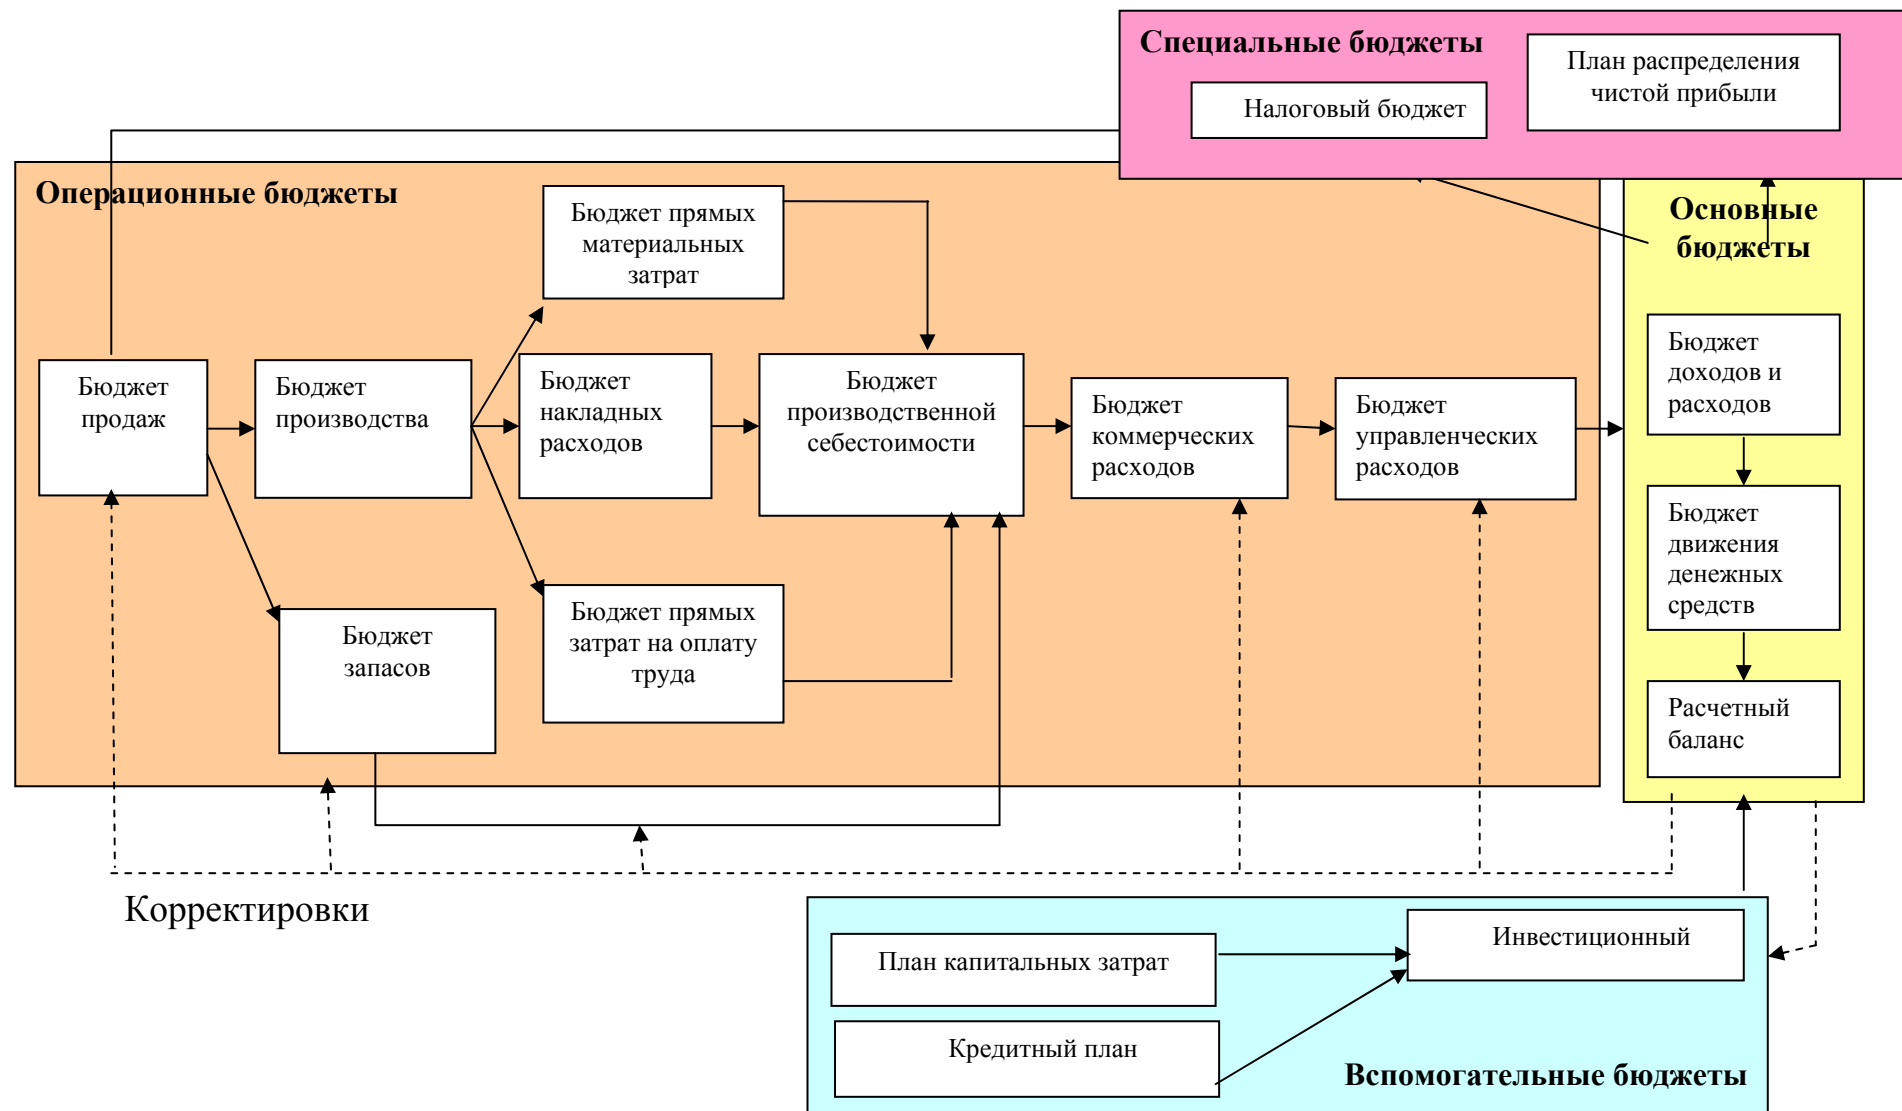 Специальные бюджеты
План распределения
чистой прибыли
Налоговый бюджет
Операционные бюджеты
Бюджет прямых
материальных
затрат
Бюджет
продаж
Бюджет
производства
Бюджет
накладных
расходов
Бюджет
производственной
себестоимости
Бюджет
коммерческих
расходов
Бюджет
управленческих
расходов
Бюджет
запасов
Бюджет прямых
затрат на оплату
труда
Основные
бюджеты
Бюджет
доходов и
расходов
Бюджет
движения
денежных
средств
Расчетный
баланс
Корректировки
План капитальных затрат
Инвестиционный
Кредитный план
Вспомогательные бюджеты